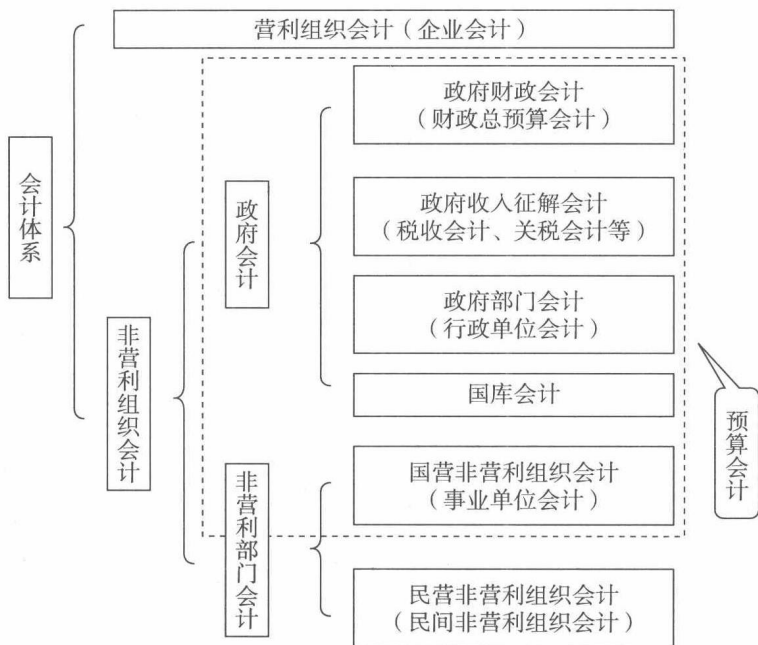 营利组织会计（企业会计）
会计体系
非营利组织会计
政府会计
政府财政会计
（财政总预算会计）
政府收入征解会计
（税收会计、关税会计等）
政府部门会计
（行政单位会计）
国库会计
非营利部门会计
国营非营利组织会计
（事业单位会计）
民营非营利组织会计
（民间非营利组织会计）
预算会计